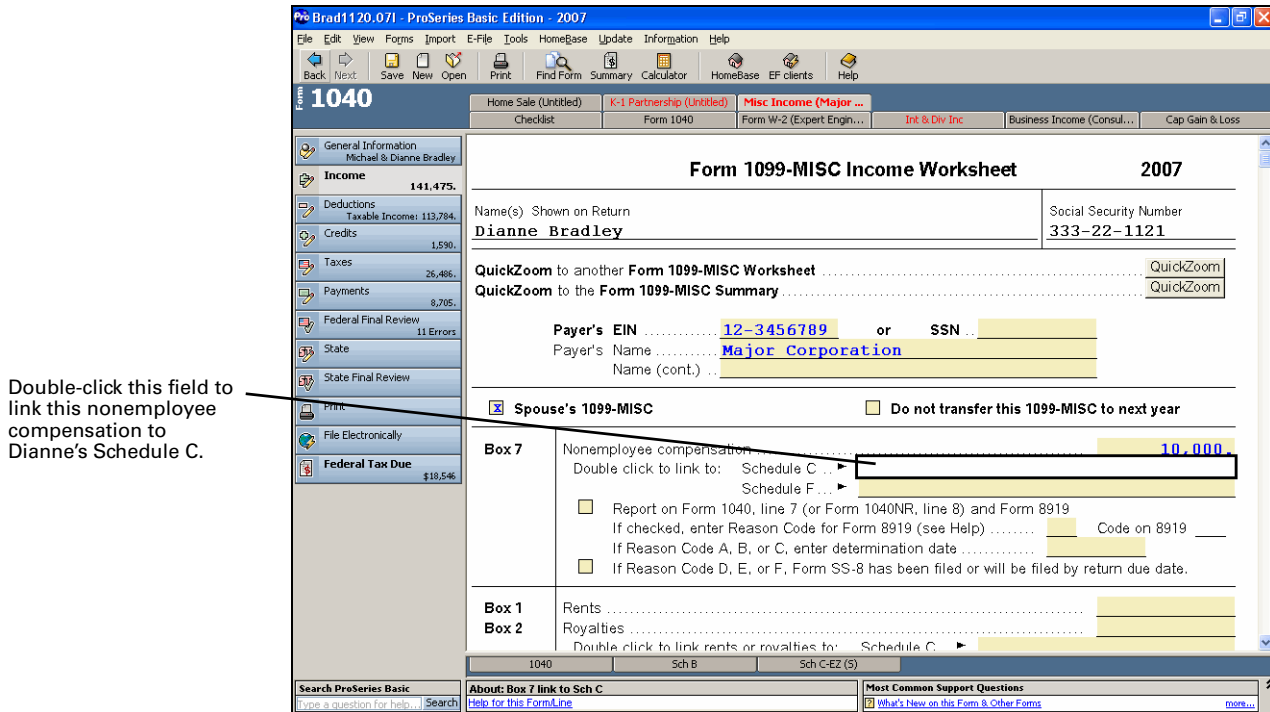 Brad1120.07I - ProSeries Basic Edition - 2007
File Edit View Forms Import E-File Tools HomeBase Update Information Help
Back Next Save New Open Print Find Form Summary Calculator HomeBase EF clients Help
Form 1040
Home Sale (Untitled) K-1 Partnership (Untitled) Misc Income (Major ...
Checklist Form 1040 Form W-2 (Expert Engin... Int & Div Inc Business Income (Consul... Cap Gain & Loss
General Information
Michael & Dianne Bradley
Income
141,475.
Deductions
Taxable Income: 113,784.
Credits
1,590.
Taxes
26,486.
Payments
8,705.
Federal Final Review
11 Errors
State
State Final Review
Print
File Electronically
Federal Tax Due
$18,546
Double-click this field to
link this nonemployee
compensation to
Dianne's Schedule C.
Form 1099-MISC Income Worksheet 2007
Name(s) Shown on Return Social Security Number
Dianne Bradley 333-22-1121
QuickZoom to another Form 1099-MISC Worksheet QuickZoom
QuickZoom to the Form 1099-MISC Summary QuickZoom
Payer's EIN 12-3456789 or SSN
Payer's Name Major Corporation
Name (cont.)
X Spouse's 1099-MISC Do not transfer this 1099-MISC to next year
Box 7 Nonemployee compensation 10,000.
Double click to link to: Schedule C
Schedule F
Report on Form 1040, line 7 (or Form 1040NR, line 8) and Form 8919
If checked, enter Reason Code for Form 8919 (see Help) Code on 8919
If Reason Code A, B, or C, enter determination date
If Reason Code D, E, or F, Form SS-8 has been filed or will be filed by return due date.
Box 1 Rents
Box 2 Royalties
Double click to link rents or royalties to: Schedule C
1040 Sch B Sch C-EZ (S)
Search ProSeries Basic
Type a question for help... Search
About: Box 7 link to Sch C
Help for this Form/Line
Most Common Support Questions
What's New on this Form & Other Forms more...